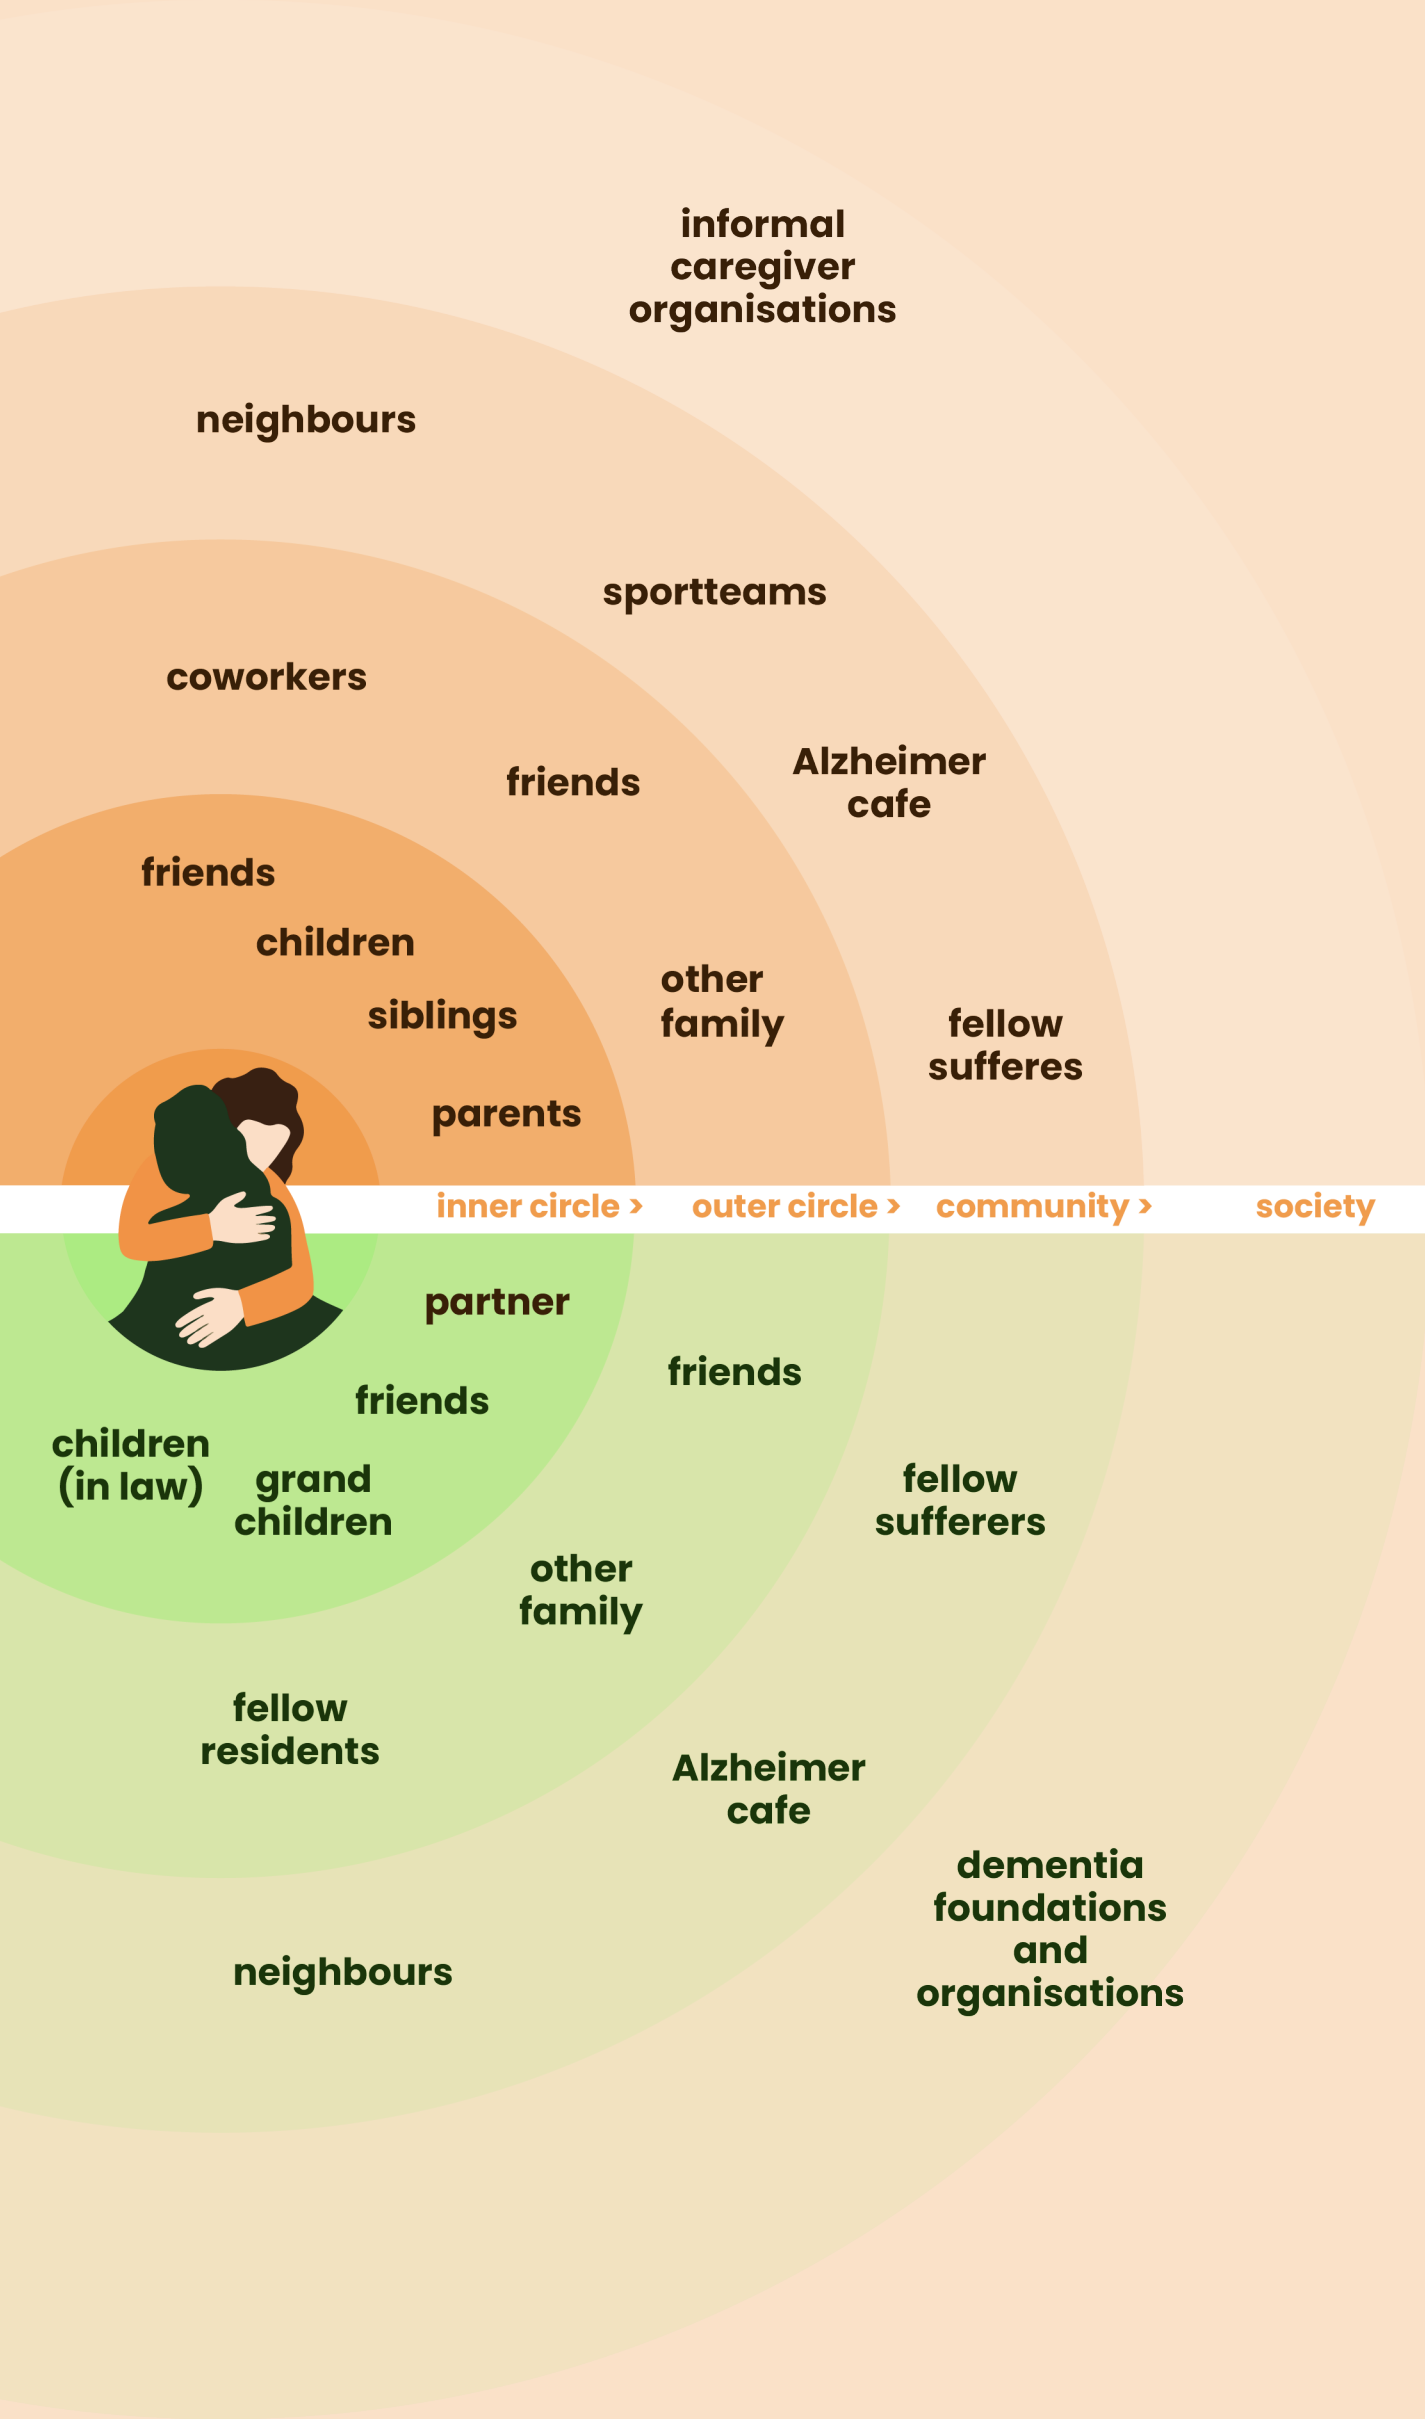 informal
caregiver
organisations
neighbours
sportteams
coworkers
Alzheimer
cafe
friends
friends
children
other
family
siblings
fellow
sufferes
parents
inner circle > outer circle > community > society
partner
friends
friends
children
(in law)
grand
children
fellow
sufferers
other
family
fellow
residents
Alzheimer
cafe
dementia
foundations
and
organisations
neighbours